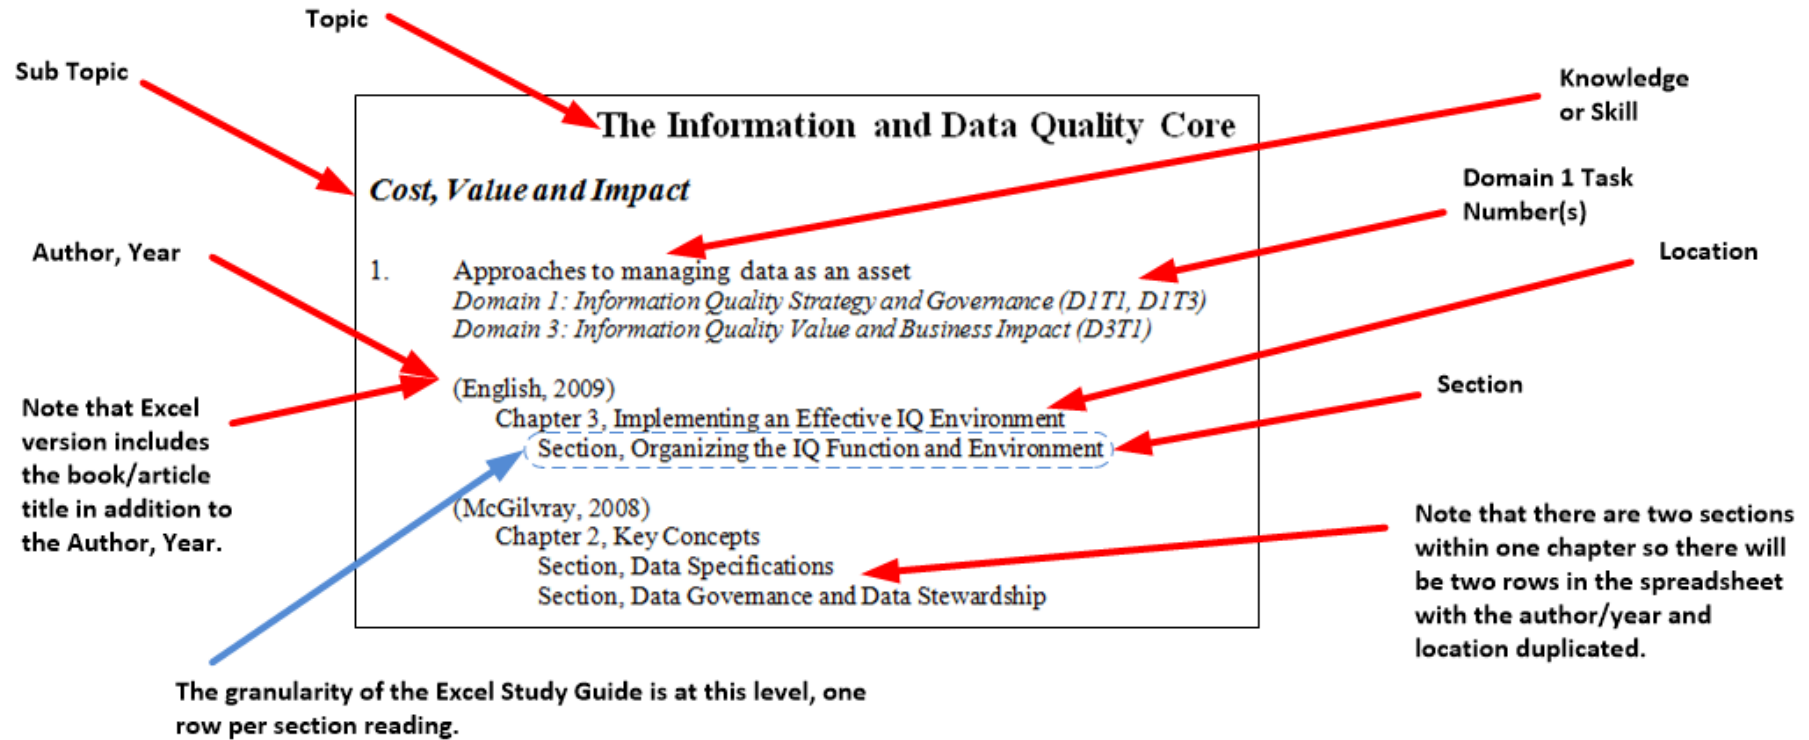 Topic
Sub Topic
Knowledge
or Skill
The Information and Data Quality Core
Domain 1 Task
Number(s)
Cost, Value and Impact
Author, Year
Location
1. Approaches to managing data as an asset
Domain 1: Information Quality Strategy and Governance (D1T1, D1T3)
Domain 3: Information Quality Value and Business Impact (D3T1)
(English, 2009)
Chapter 3, Implementing an Effective IQ Environment
Section, Organizing the IQ Function and Environment
Section
Note that Excel
version includes
the book/article
title in addition to
the Author, Year.
(McGilvray, 2008)
Chapter 2, Key Concepts
Section, Data Specifications
Section, Data Governance and Data Stewardship
Note that there are two sections
within one chapter so there will
be two rows in the spreadsheet
with the author/year and
location duplicated.
The granularity of the Excel Study Guide is at this level, one
row per section reading.